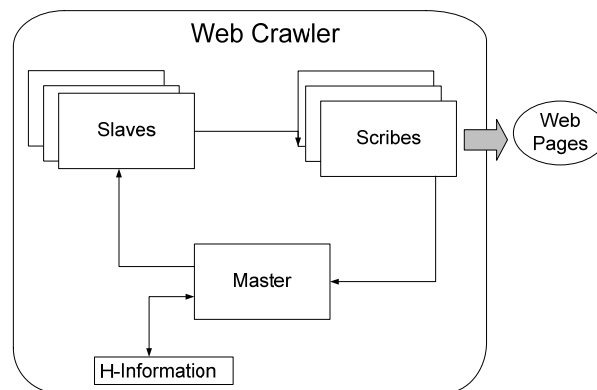 Web Crawler
Slaves
Scribes
Web
Pages
Master
H-Information